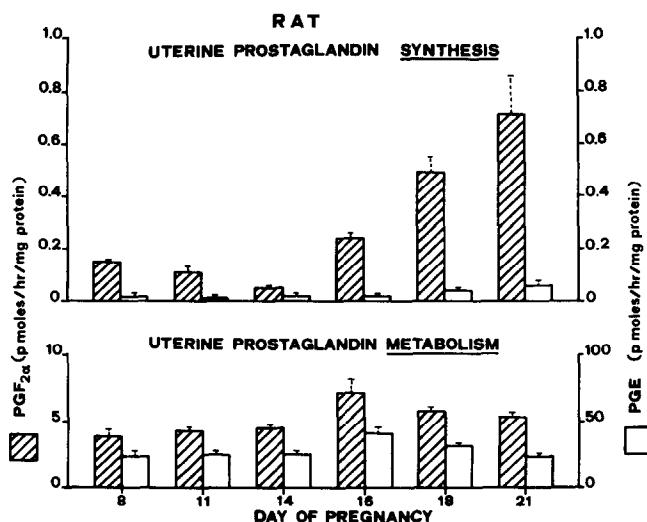 RAT
UTERINE PROSTAGLANDIN SYNTHESIS
1.0
0.8
0.6
0.4
0.2
0
1.0
0.8
0.6
0.4
0.2
0
UTERINE PROSTAGLANDIN METABOLISM
10
5
0
100
50
0
PGF2α (pmoles/hr/mg protein)
PGE (pmoles/hr/mg protein)
8 11 14 16 18 21
DAY OF PREGNANCY